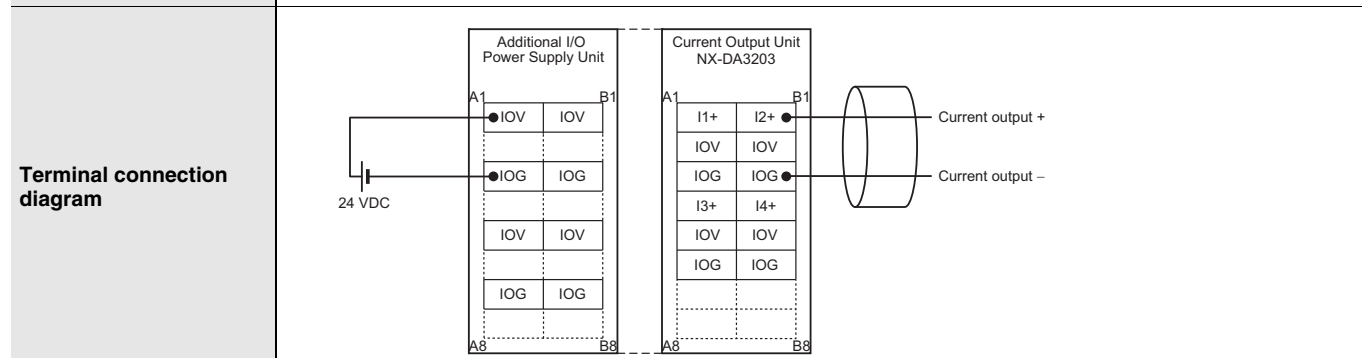 Terminal connection
diagram
Additional I/O
Power Supply Unit
A1 B1
IOV IOV
IOG IOG
IOV IOV
IOG IOG
A8 B8
24 VDC
Current Output Unit
NX-DA3203
A1 B1
I1+ I2+
IOV IOV
IOG IOG
I3+ I4+
IOV IOV
IOG IOG
A8 B8
Current output +
Current output –